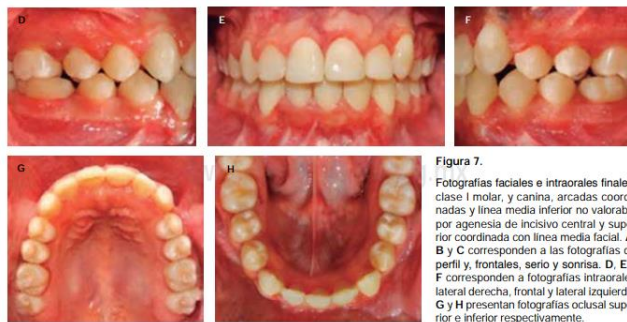 D
E
F
G
H
Figura 7.
Fotografías faciales e intraorales finale
clase I molar, y canina, arcadas coord
nadas y línea media inferior no valorab
por agenesia de incisivo central y sup
rior coordinada con línea media facial.
B y C corresponden a las fotografías
perfil y, frontales, serio y sonrisa. D, E
F corresponden a fotografías intraorale
lateral derecha, frontal y lateral izquierd
G y H presentan fotografías oclusal sup
rior e inferior respectivamente.